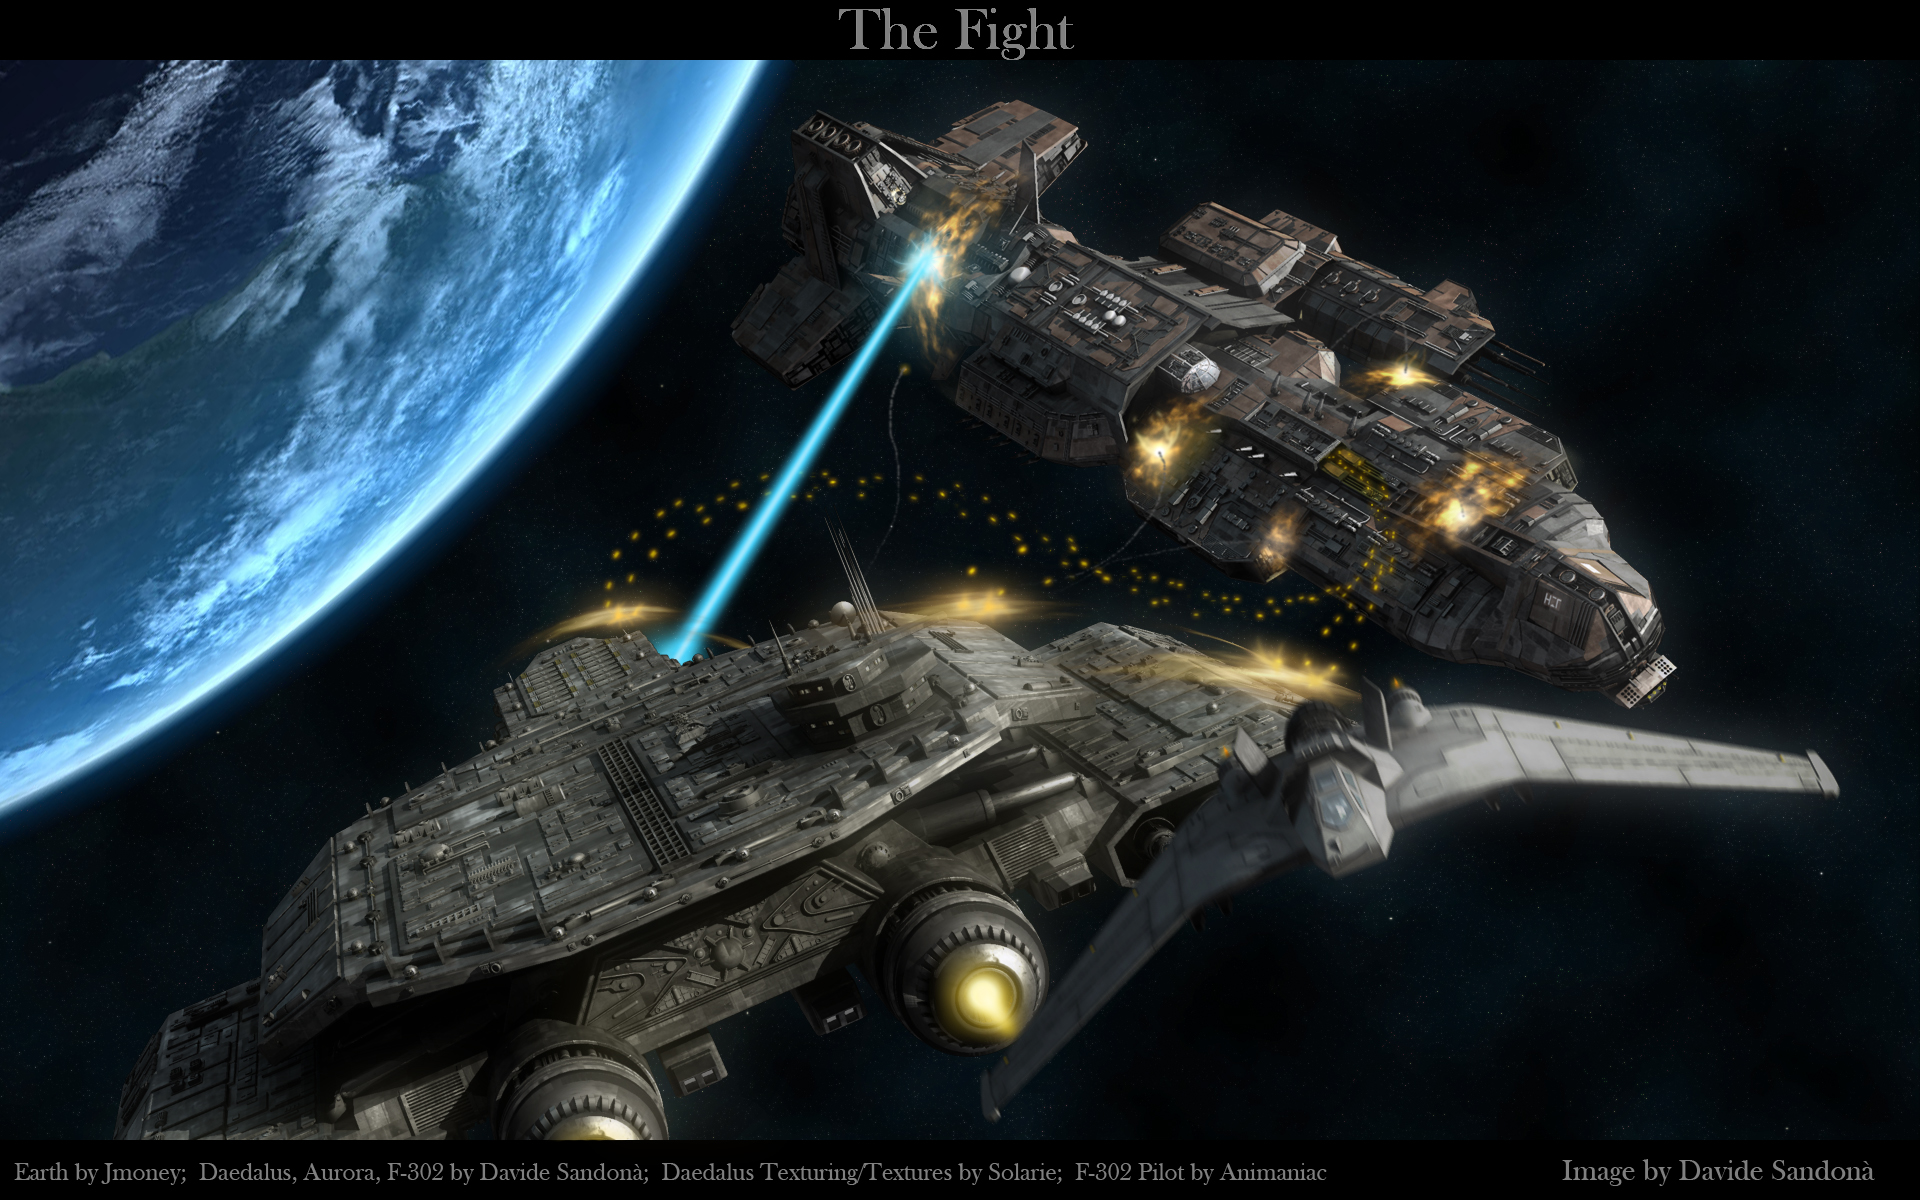 The Fight
HET
Earth by Jmoney;  Daedalus, Aurora, F-302 by Davide Sandonà;  Daedalus Texturing/Textures by Solarie;  F-302 Pilot by Animaniac
Image by Davide Sandonà